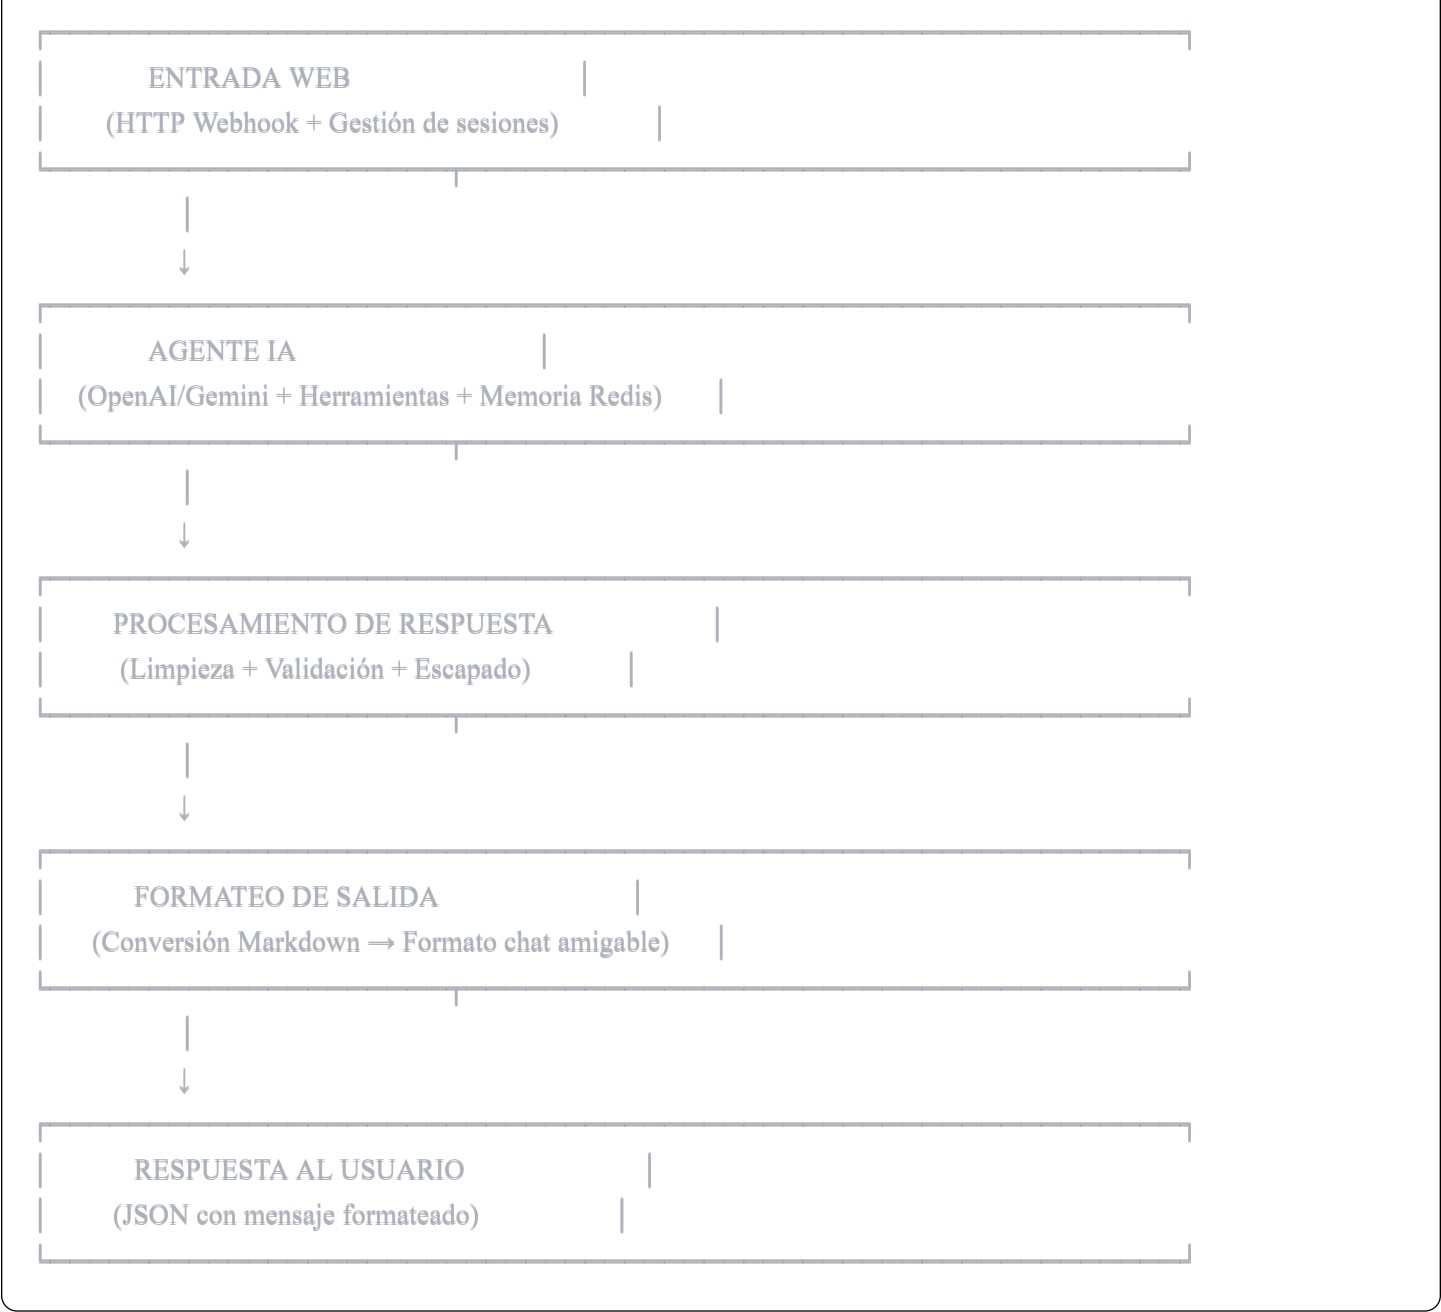 ENTRADA WEB
(HTTP Webhook + Gestión de sesiones)
↓
AGENTE IA
(OpenAI/Gemini + Herramientas + Memoria Redis)
↓
PROCESAMIENTO DE RESPUESTA
(Limpieza + Validación + Escapado)
↓
FORMATEO DE SALIDA
(Conversión Markdown → Formato chat amigable)
↓
RESPUESTA AL USUARIO
(JSON con mensaje formateado)